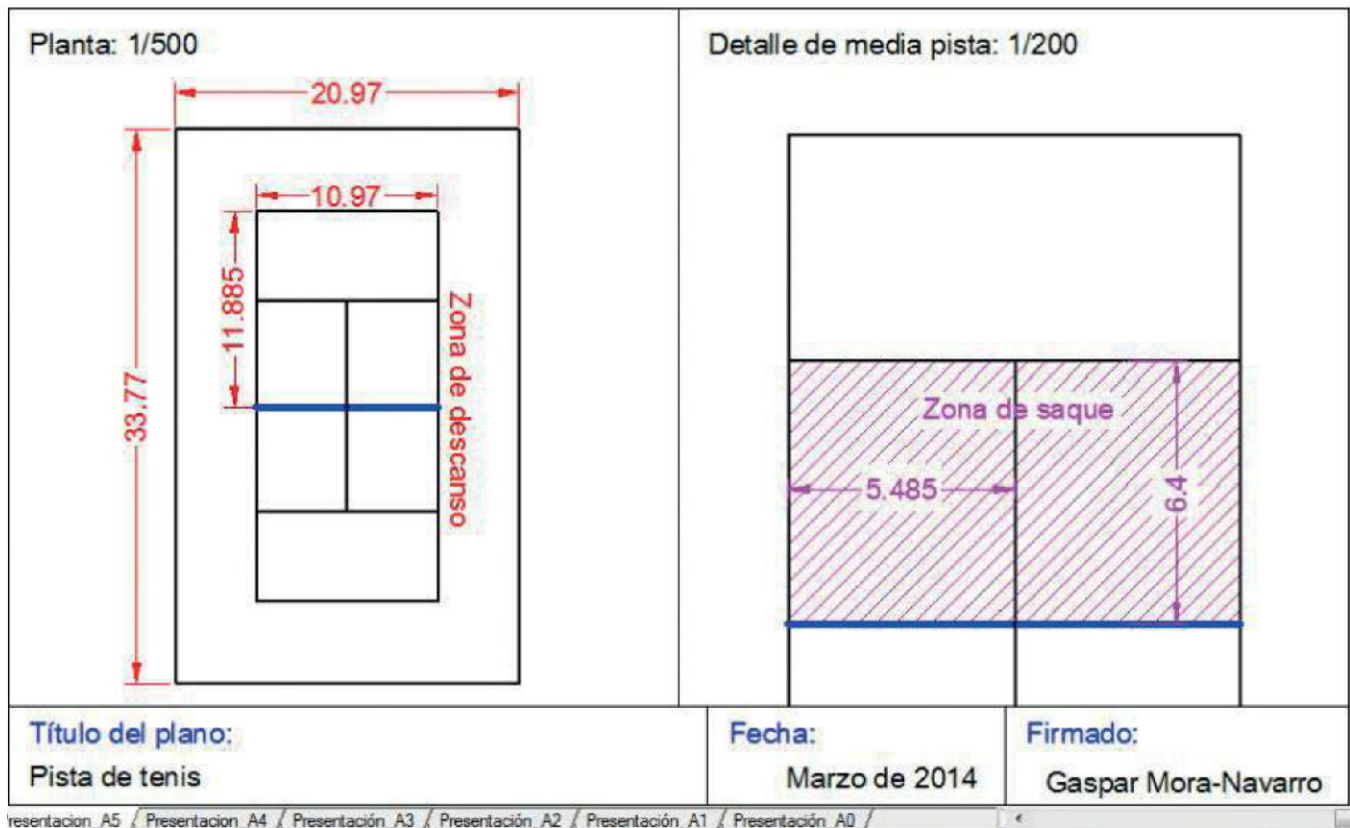 Planta: 1/500
20.97
10.97
11.885
33.77
Zona de descanso
Detalle de media pista: 1/200
Zona de saque
5.485
6.4
Título del plano:
Pista de tenis
Fecha:
Marzo de 2014
Firmado:
Gaspar Mora-Navarro
resentacion_A5 / Presentacion_A4 / Presentación_A3 / Presentación_A2 / Presentación_A1 / Presentación_A0 /